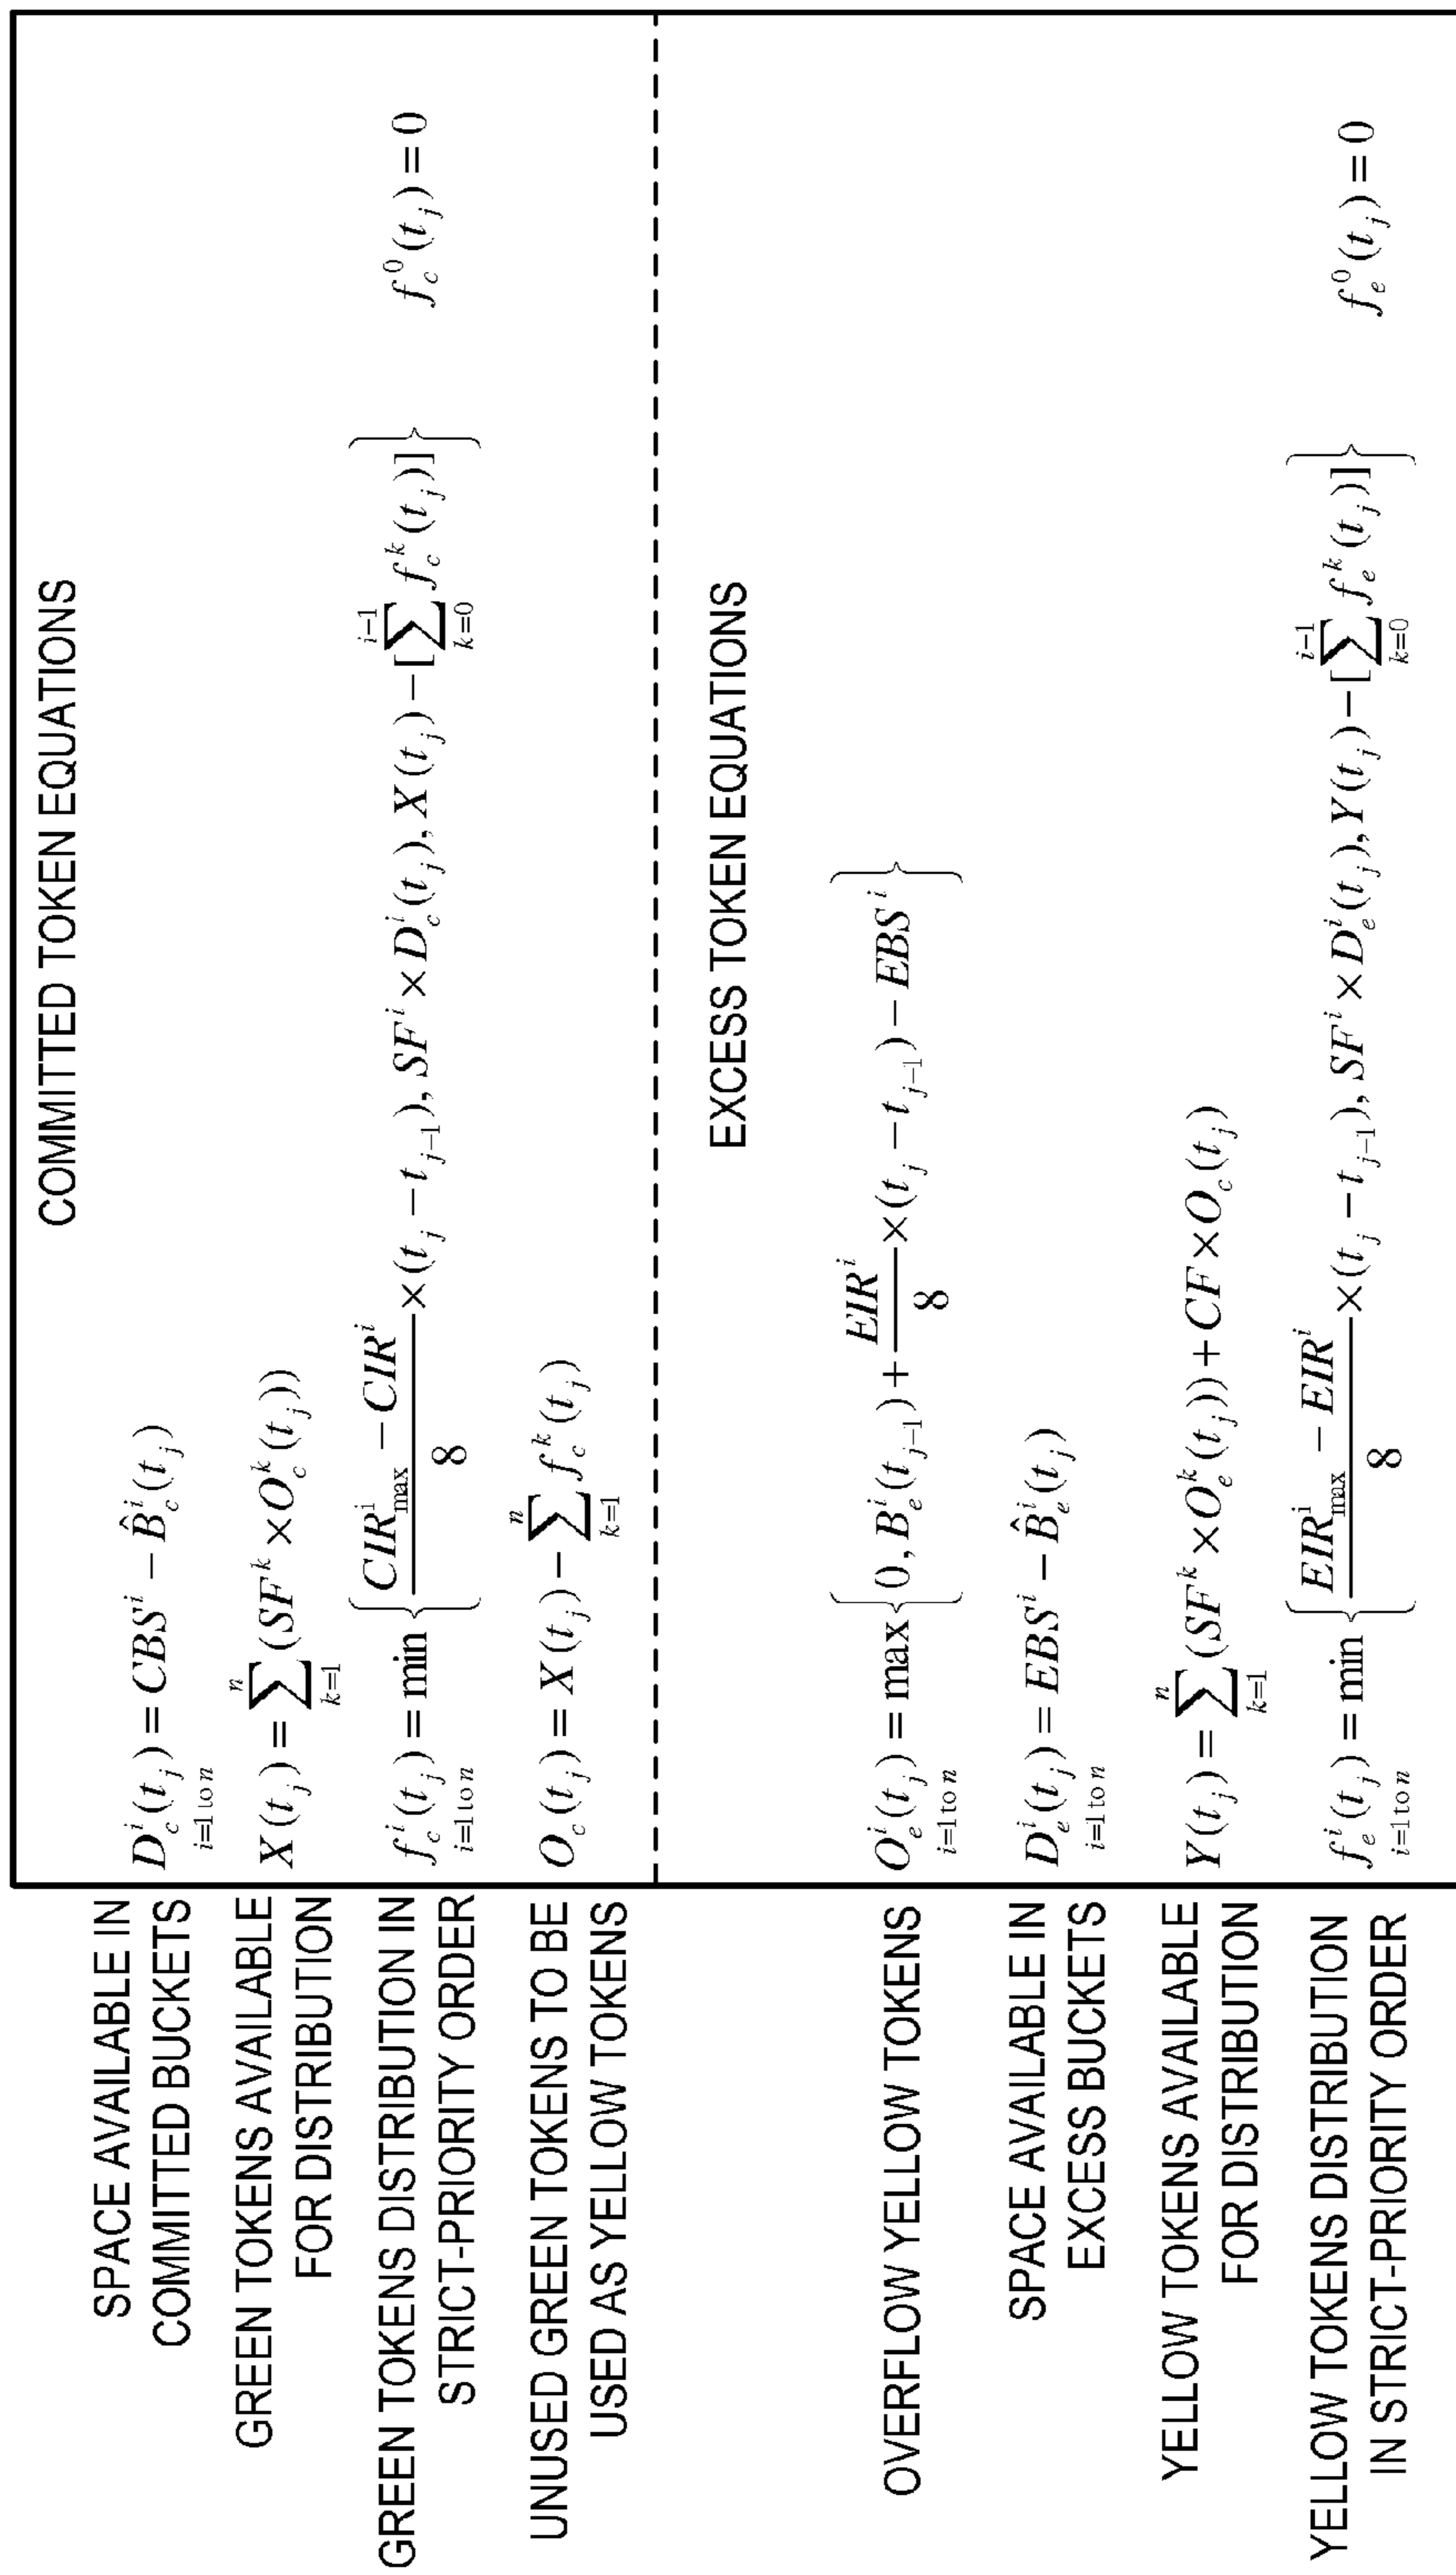 COMMITTED TOKEN EQUATIONS
SPACE AVAILABLE IN
COMMITTED BUCKETS
D_c^i(t_j) = CBS^i − B̂_c^i(t_j)
i=1 to n
GREEN TOKENS AVAILABLE
FOR DISTRIBUTION
X(t_j) = ∑_{k=1}^{n} (SF^k × O_c^k(t_j))
GREEN TOKENS DISTRIBUTION IN
STRICT-PRIORITY ORDER
f_c^i(t_j) = min { (CIR_max^i − CIR^i)/8 × (t_j − t_{j−1}), SF^i × D_c^i(t_j), X(t_j) − [∑_{k=0}^{i−1} f_c^k(t_j)] } f_c^0(t_j) = 0
i=1 to n
UNUSED GREEN TOKENS TO BE
USED AS YELLOW TOKENS
O_c(t_j) = X(t_j) − ∑_{k=1}^{n} f_c^k(t_j)
EXCESS TOKEN EQUATIONS
OVERFLOW YELLOW TOKENS
O_e^i(t_j) = max { 0, B_e^i(t_{j−1}) + EIR^i/8 × (t_j − t_{j−1}) − EBS^i }
i=1 to n
SPACE AVAILABLE IN
EXCESS BUCKETS
D_e^i(t_j) = EBS^i − B̂_e^i(t_j)
i=1 to n
YELLOW TOKENS AVAILABLE
FOR DISTRIBUTION
Y(t_j) = ∑_{k=1}^{n} (SF^k × O_e^k(t_j)) + CF × O_c(t_j)
YELLOW TOKENS DISTRIBUTION
IN STRICT-PRIORITY ORDER
f_e^i(t_j) = min { (EIR_max^i − EIR^i)/8 × (t_j − t_{j−1}), SF^i × D_e^i(t_j), Y(t_j) − [∑_{k=0}^{i−1} f_e^k(t_j)] } f_e^0(t_j) = 0
i=1 to n